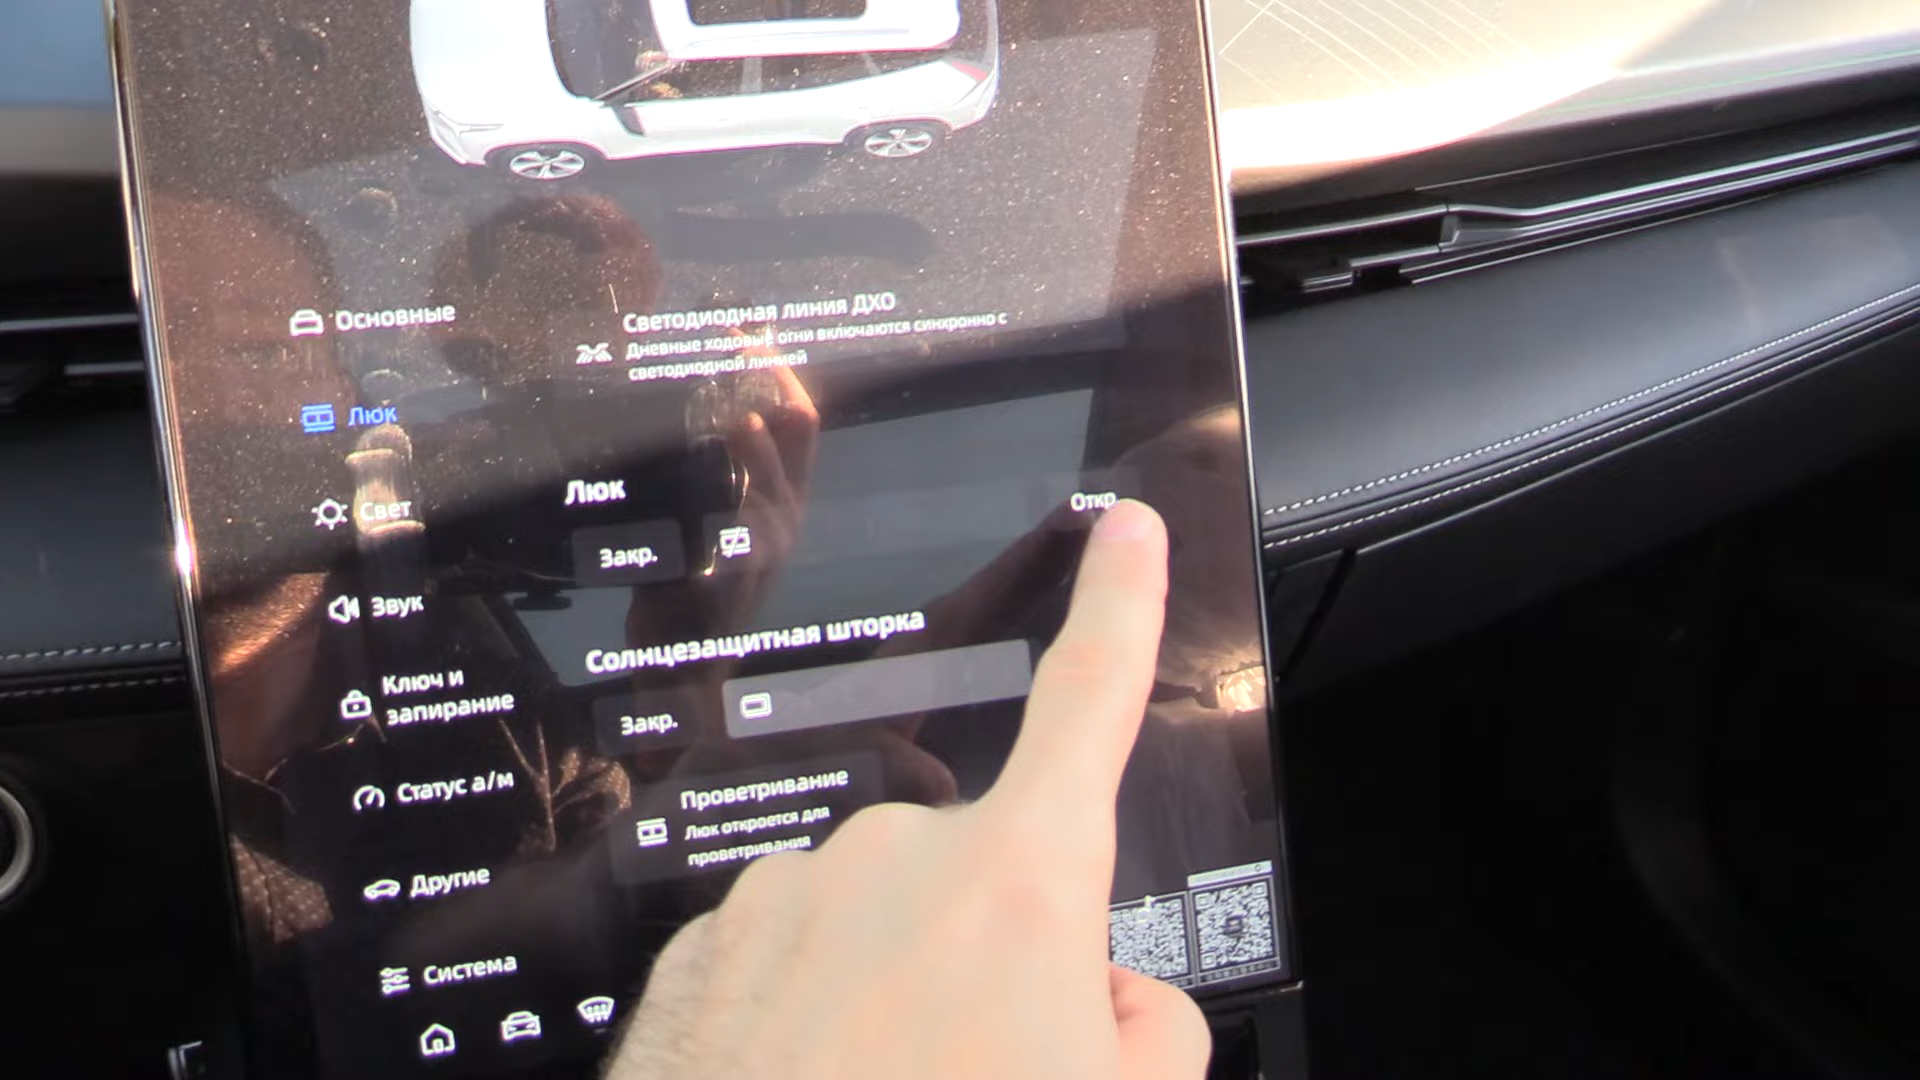 Основные
Люк
Свет
Звук
Ключ и
запирание
Статус а/м
Другие
Система
Светодиодная линия ДХО
Дневные ходовые огни включаются синхронно с
светодиодной линией
Люк
Закр.
Откр
Солнцезащитная шторка
Закр.
Проветривание
Люк откроется для
проветривания